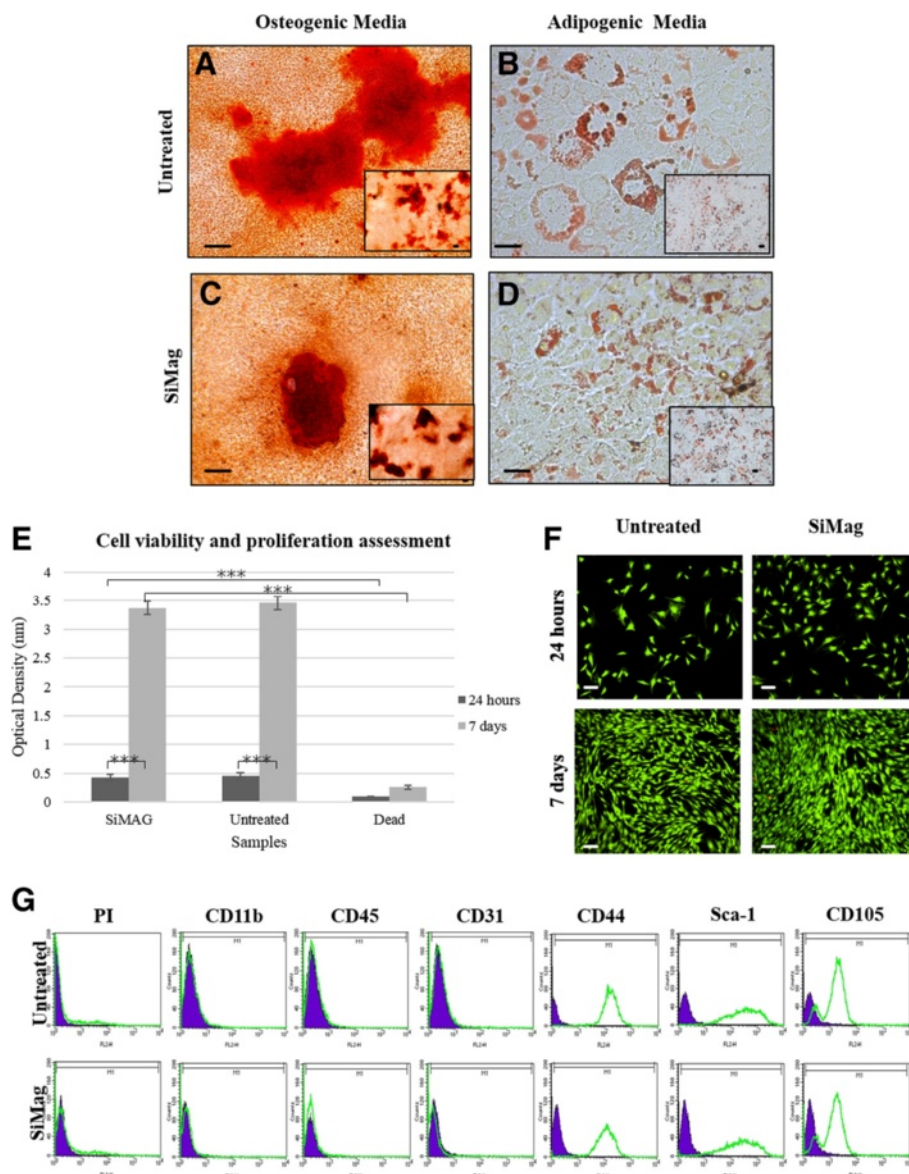 Osteogenic Media Adipogenic Media
Untreated
A B
SiMag
C D
E
Cell viability and proliferation assessment
Optical Density (nm)
4
3.5
3
2.5
2
1.5
1
0.5
0
***
***
*** ***
24 hours
7 days
SiMAG Untreated Dead
Samples
F
Untreated SiMag
24 hours
7 days
G
PI CD11b CD45 CD31 CD44 Sca-1 CD105
Untreated
SiMag